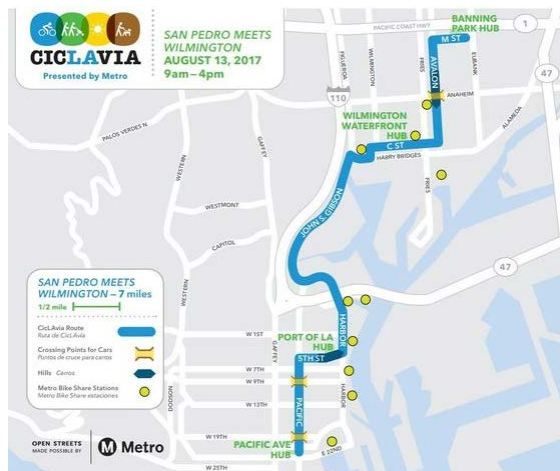 CICLAVIA
Presented by Metro
SAN PEDRO MEETS
WILMINGTON
AUGUST 13, 2017
9am–4pm
BANNING
PARK HUB
PACIFIC COAST HWY
1
M ST
FIGUEROA
WILMINGTON
FRIES
AVALON
EUBANK
47
110
ANAHEIM
ALAMEDA
WILMINGTON
WATERFRONT
HUB
C ST
HARRY BRIDGES
PALOS VERDES N
WESTERN
GAFFEY
FRIES
WESTMONT
JOHN S. GIBSON
CAPITOL
47
WESTERN
SAN PEDRO MEETS
WILMINGTON – 7 miles
1/2 mile
CicLAvia Route
Ruta de CicLAvia
Crossing Points for Cars
Puntos de cruce para carros
Hills Cerros
Metro Bike Share Stations
Metro Bike Share estaciones
W 1ST
HARBOR
PORT OF LA
HUB
GAFFEY
5TH ST
W 7TH
W 9TH
DODSON
W 13TH
PACIFIC
HARBOR
W 19TH
PACIFIC AVE
HUB
E 22ND
W 25TH
OPEN STREETS
MADE POSSIBLE BY
M Metro